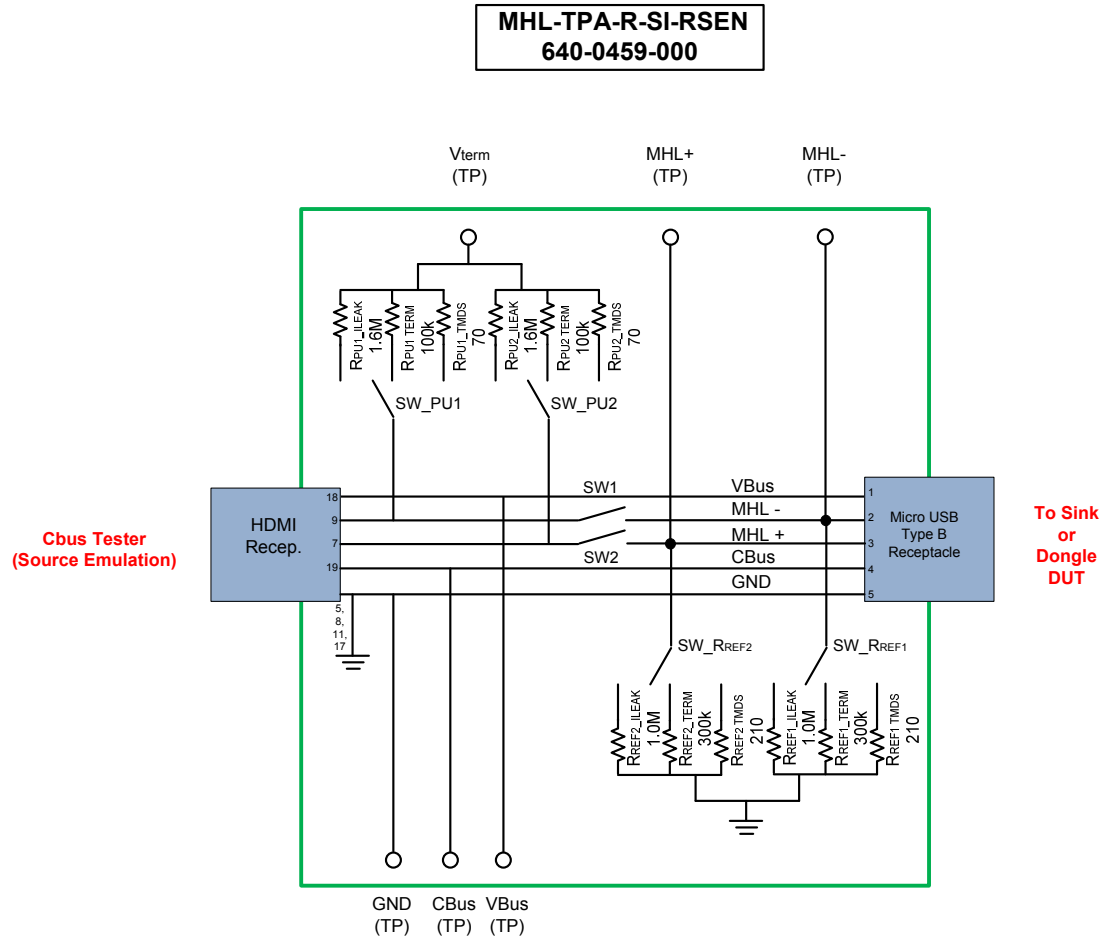 MHL-TPA-R-SI-RSEN
640-0459-000
Vterm
(TP)
MHL+
(TP)
MHL-
(TP)
RPU1_ILEAK
1.6M
RPU1 TERM
100k
RPU1_TMDS
70
RPU2_ILEAK
1.6M
RPU2 TERM
100k
RPU2_TMDS
70
SW_PU1
SW_PU2
Cbus Tester
(Source Emulation)
HDMI
Recep.
18
9
7
19
5,
8,
11,
17
SW1
SW2
VBus
MHL -
MHL +
CBus
GND
1
2
3
4
5
Micro USB
Type B
Receptacle
To Sink
or
Dongle
DUT
SW_RREF2
SW_RREF1
RREF2_ILEAK
1.0M
RREF2_TERM
300k
RREF2 TMDS
210
RREF1_ILEAK
1.0M
RREF1_TERM
300k
RREF1 TMDS
210
GND
(TP)
CBus
(TP)
VBus
(TP)